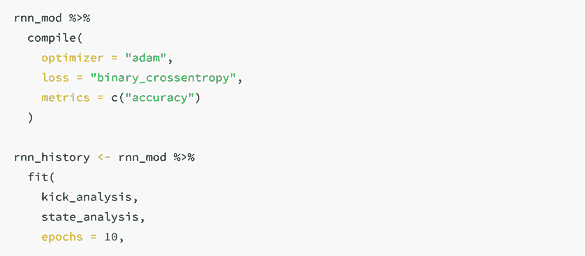 rnn_mod %>%
  compile(
    optimizer = "adam",
    loss = "binary_crossentropy",
    metrics = c("accuracy")
  )
rnn_history <- rnn_mod %>%
  fit(
    kick_analysis,
    state_analysis,
    epochs = 10,